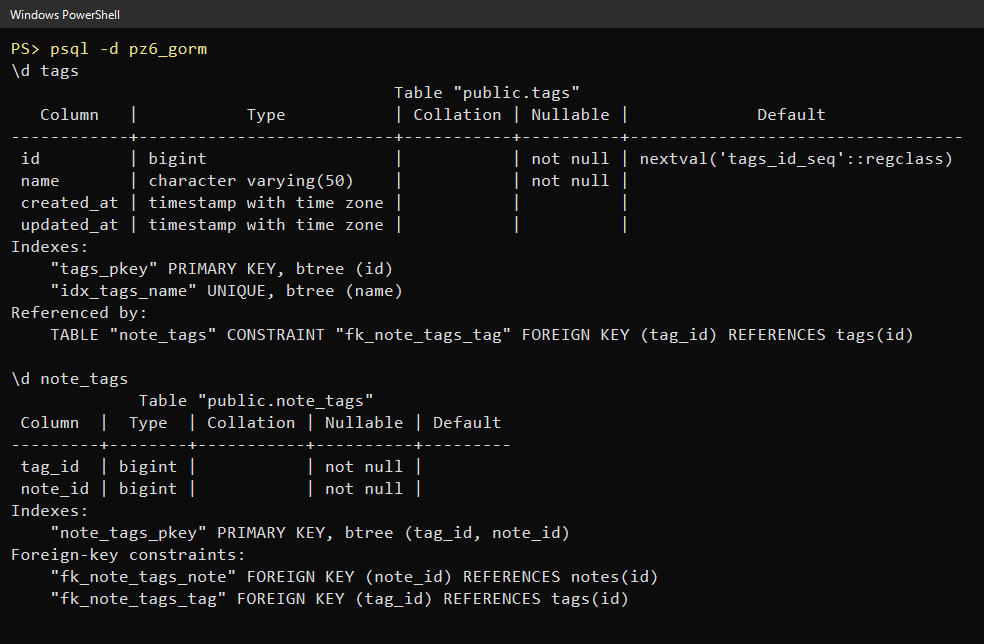 Windows PowerShell
PS> psql -d pz6_gorm
\d tags
                                       Table "public.tags"
   Column   |           Type           | Collation | Nullable |             Default
------------+--------------------------+-----------+----------+----------------------------------
 id         | bigint                   |           | not null | nextval('tags_id_seq'::regclass)
 name       | character varying(50)    |           | not null |
 created_at | timestamp with time zone |           |          |
 updated_at | timestamp with time zone |           |          |
Indexes:
    "tags_pkey" PRIMARY KEY, btree (id)
    "idx_tags_name" UNIQUE, btree (name)
Referenced by:
    TABLE "note_tags" CONSTRAINT "fk_note_tags_tag" FOREIGN KEY (tag_id) REFERENCES tags(id)

\d note_tags
             Table "public.note_tags"
 Column  |  Type  | Collation | Nullable | Default
---------+--------+-----------+----------+---------
 tag_id  | bigint |           | not null |
 note_id | bigint |           | not null |
Indexes:
    "note_tags_pkey" PRIMARY KEY, btree (tag_id, note_id)
Foreign-key constraints:
    "fk_note_tags_note" FOREIGN KEY (note_id) REFERENCES notes(id)
    "fk_note_tags_tag" FOREIGN KEY (tag_id) REFERENCES tags(id)